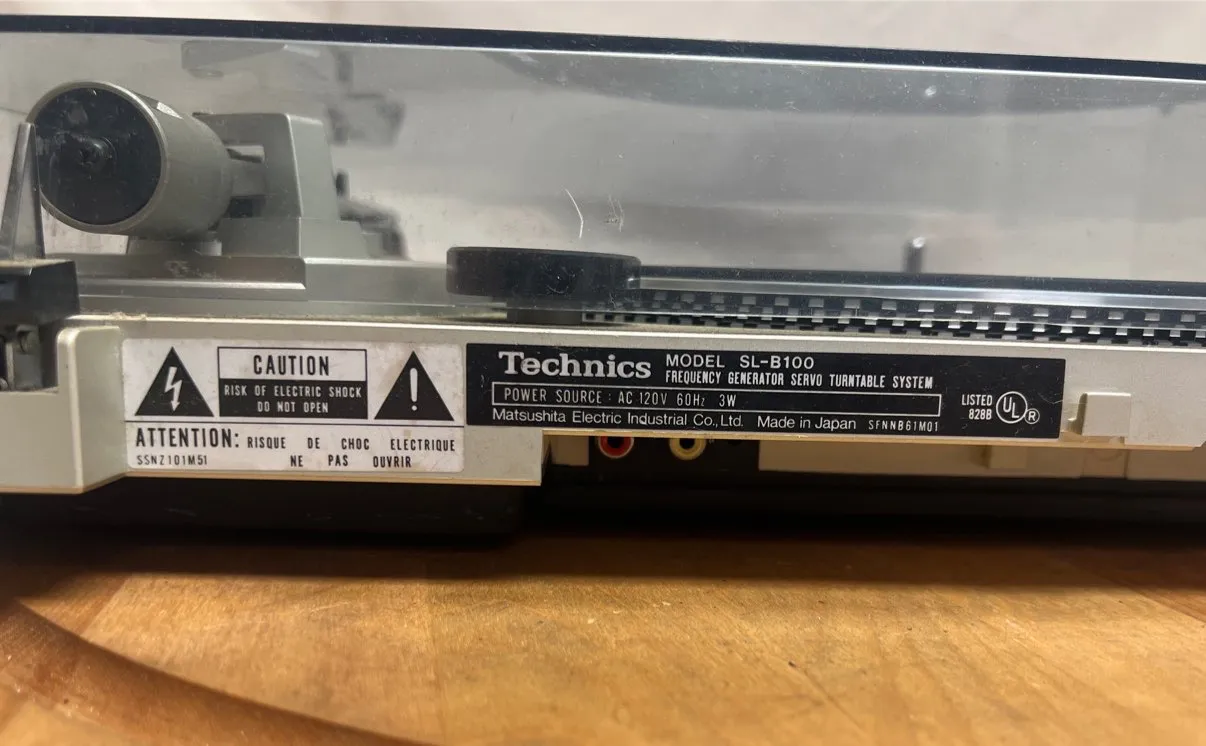 CAUTION
RISK OF ELECTRIC SHOCK
DO NOT OPEN
ATTENTION: RISQUE DE CHOC ELECTRIQUE
SSNZ101M51 NE PAS OUVRIR
Technics MODEL SL-B100
FREQUENCY GENERATOR SERVO TURNTABLE SYSTEM
POWER SOURCE : AC 120V 60Hz 3W
Matsushita Electric Industrial Co., Ltd. Made in Japan SFNNB61M01
LISTED
828B
UL R